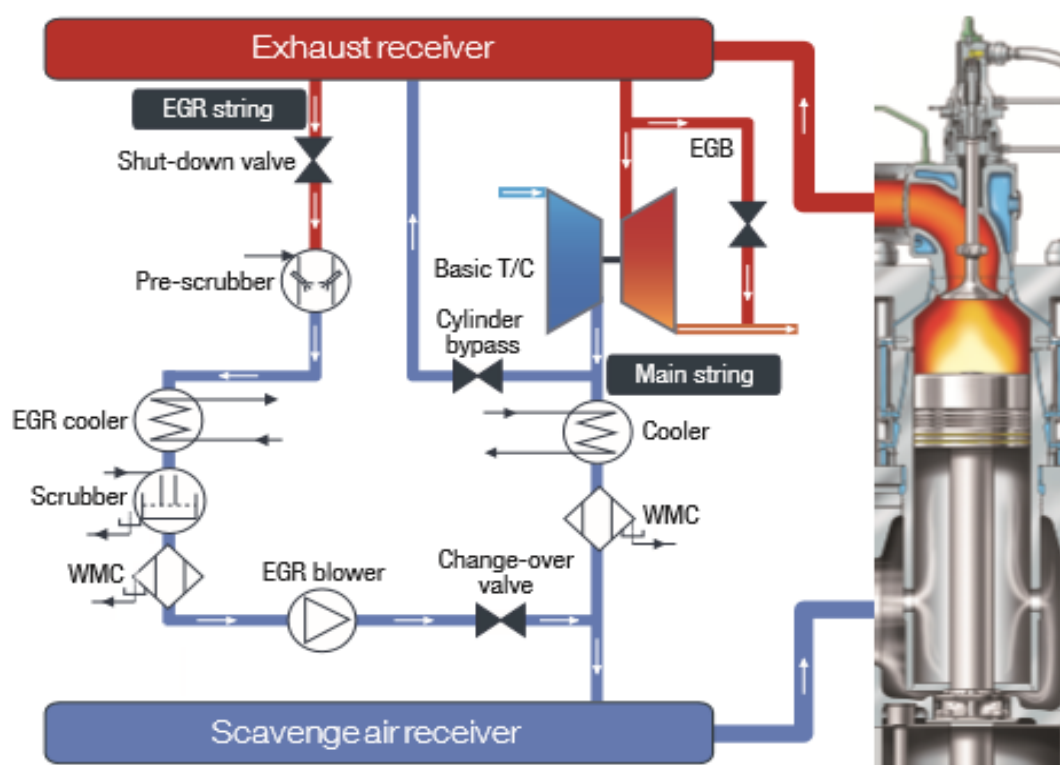 Exhaust receiver
EGR string
Shut-down valve
EGB
Pre-scrubber
Basic T/C
Cylinder
bypass
Main string
EGR cooler
Cooler
Scrubber
WMC
WMC
EGR blower
Change-over
valve
Scavenge air receiver